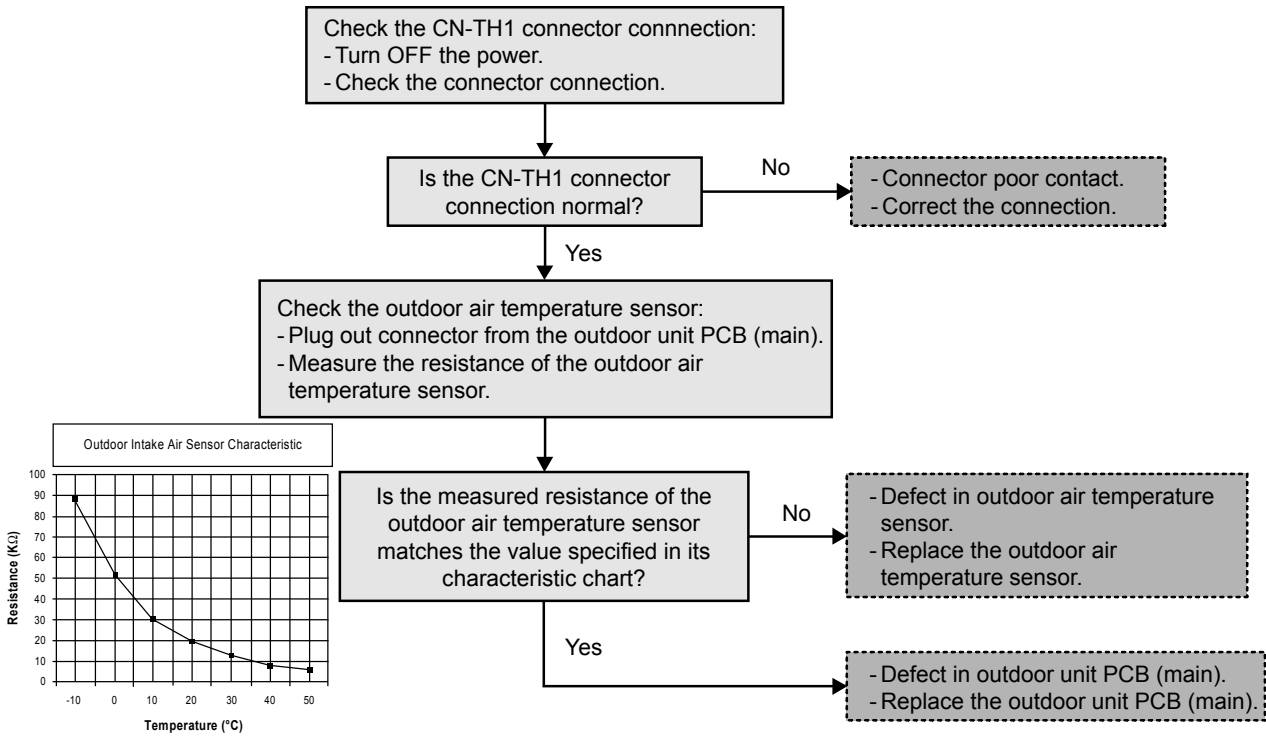 Check the CN-TH1 connector connnection:
- Turn OFF the power.
- Check the connector connection.
Is the CN-TH1 connector
connection normal?
No
- Connector poor contact.
- Correct the connection.
Yes
Check the outdoor air temperature sensor:
- Plug out connector from the outdoor unit PCB (main).
- Measure the resistance of the outdoor air
temperature sensor.
Outdoor Intake Air Sensor Characteristic
Resistance (KΩ)
100
90
80
70
60
50
40
30
20
10
0
-10 0 10 20 30 40 50
Temperature (°C)
Is the measured resistance of the
outdoor air temperature sensor
matches the value specified in its
characteristic chart?
No
- Defect in outdoor air temperature
sensor.
- Replace the outdoor air
temperature sensor.
Yes
- Defect in outdoor unit PCB (main).
- Replace the outdoor unit PCB (main).